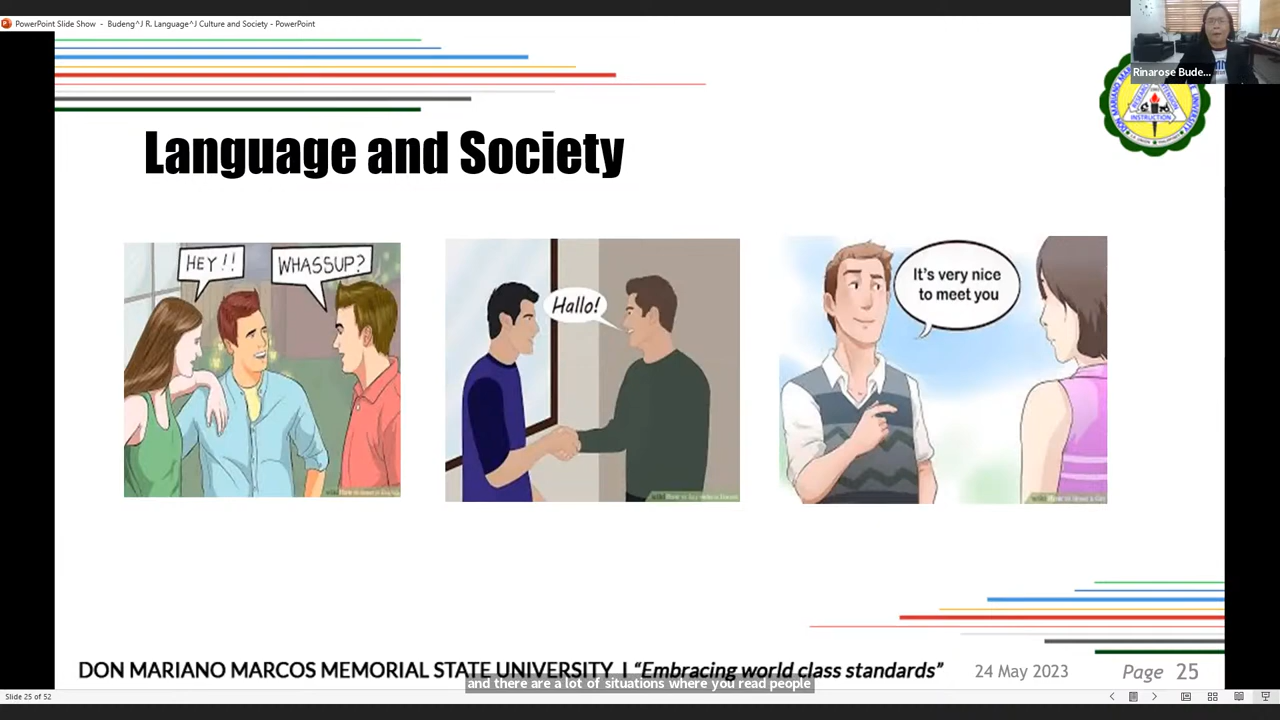 PowerPoint Slide Show - Budeng^J R. Language^J Culture and Society - PowerPoint
Rinarose Bude...
INSTRUCTION
Language and Society
HEY!!
WHASSUP?
Hallo!
It's very nice
to meet you
DON MARIANO MARCOS MEMORIAL STATE UNIVERSITY | "Embracing world class standards"
24 May 2023
Page 25
and there are a lot of situations where you read people
Slide 25 of 52